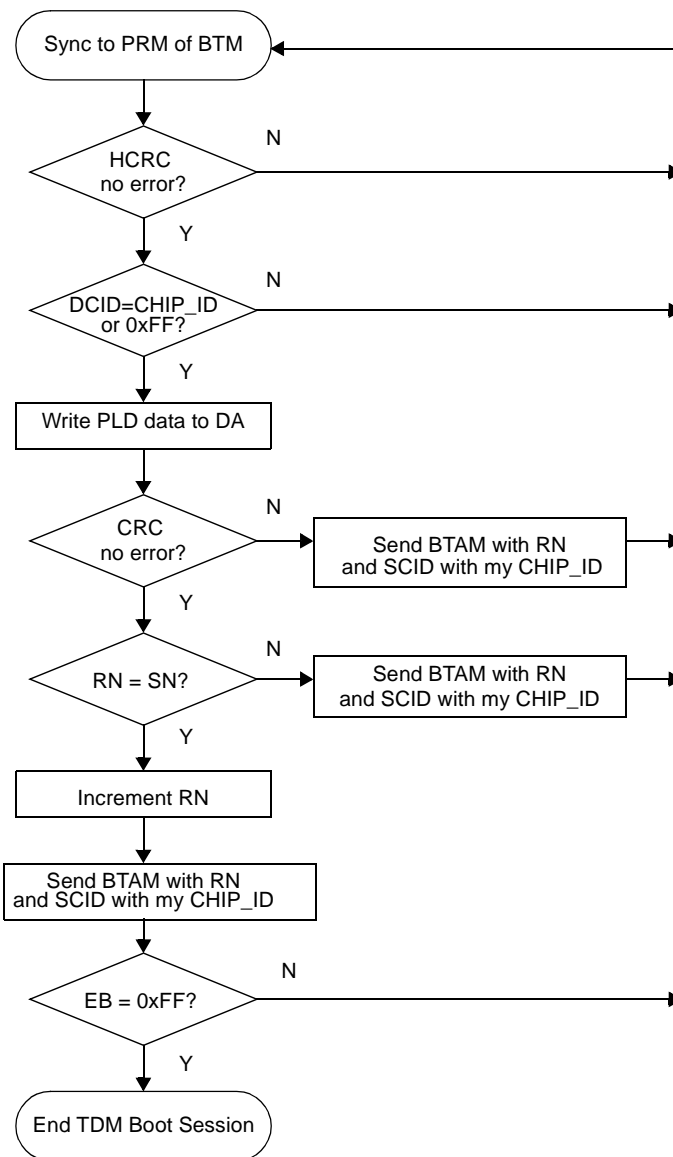 Sync to PRM of BTM
N
HCRC
no error?
Y
N
DCID=CHIP_ID
or 0xFF?
Y
Write PLD data to DA
N
CRC
no error?
Send BTAM with RN
and SCID with my CHIP_ID
Y
N
RN = SN?
Send BTAM with RN
and SCID with my CHIP_ID
Y
Increment RN
Send BTAM with RN
and SCID with my CHIP_ID
N
EB = 0xFF?
Y
End TDM Boot Session